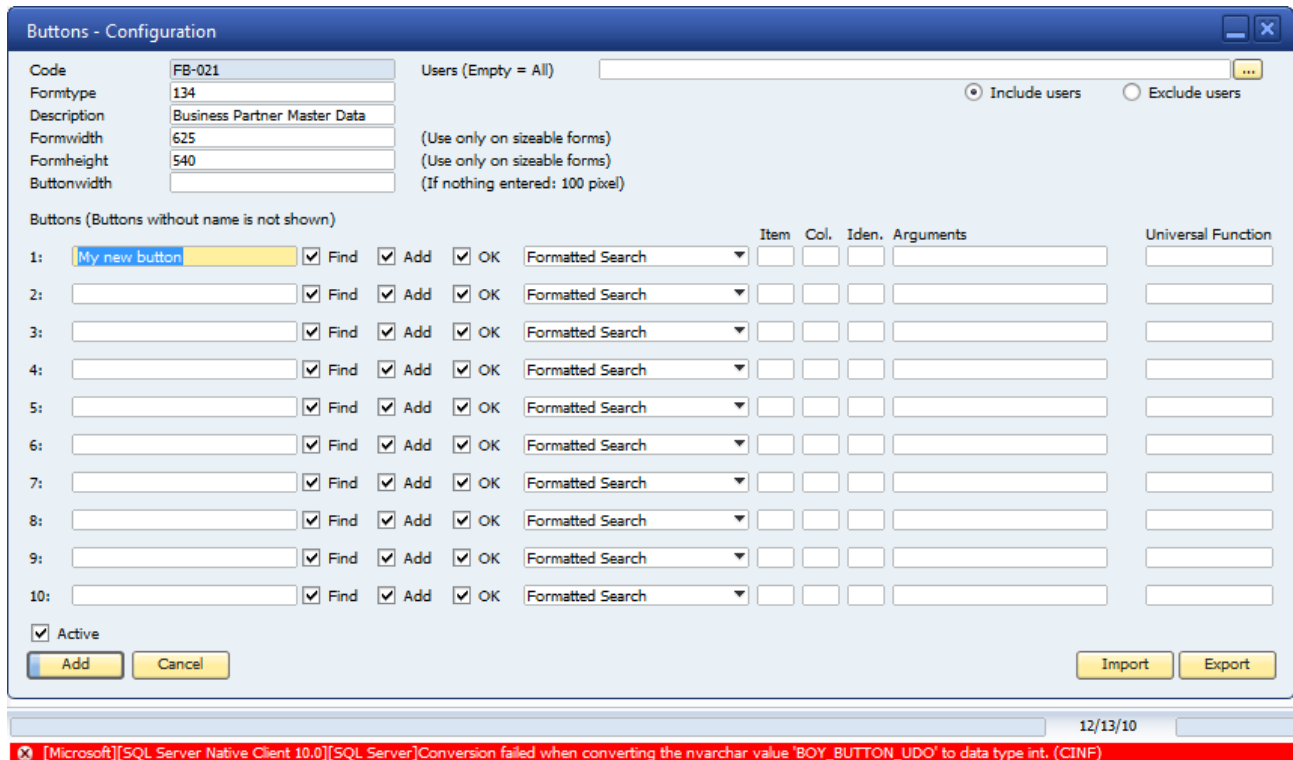 Buttons - Configuration
Code FB-021 Users (Empty = All) ...
Formtype 134 Include users Exclude users
Description Business Partner Master Data
Formwidth 625 (Use only on sizeable forms)
Formheight 540 (Use only on sizeable forms)
Buttonwidth (If nothing entered: 100 pixel)
Buttons (Buttons without name is not shown)
Item Col. Iden. Arguments Universal Function
1: My new button Find Add OK Formatted Search
2: Find Add OK Formatted Search
3: Find Add OK Formatted Search
4: Find Add OK Formatted Search
5: Find Add OK Formatted Search
6: Find Add OK Formatted Search
7: Find Add OK Formatted Search
8: Find Add OK Formatted Search
9: Find Add OK Formatted Search
10: Find Add OK Formatted Search
Active
Add Cancel Import Export
12/13/10
[Microsoft][SQL Server Native Client 10.0][SQL Server]Conversion failed when converting the nvarchar value 'BOY_BUTTON_UDO' to data type int. (CINF)